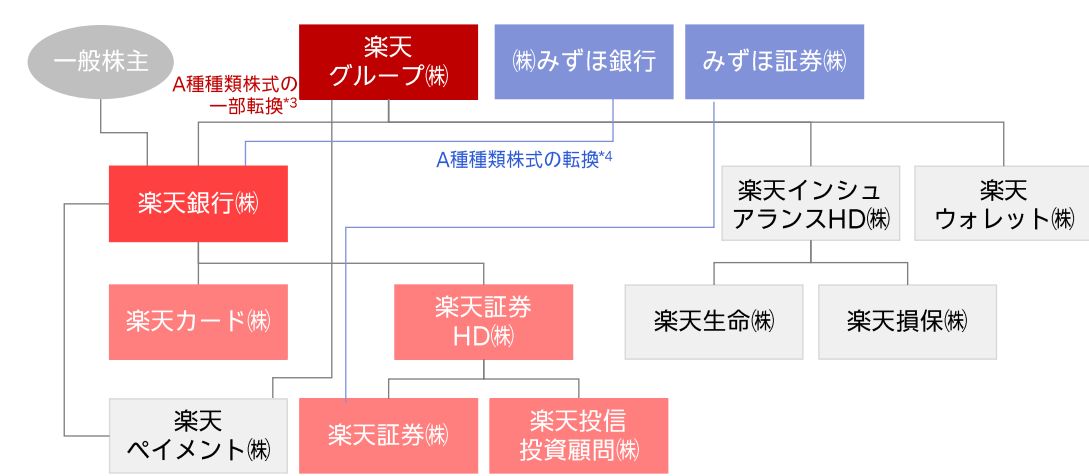 一般株主
楽天
グループ㈱
㈱みずほ銀行
みずほ証券㈱
A種種類株式の
一部転換*3
A種種類株式の転換*4
楽天銀行㈱
楽天インシュ
アランスHD㈱
楽天
ウォレット㈱
楽天カード㈱
楽天証券
HD㈱
楽天生命㈱
楽天損保㈱
楽天
ペイメント㈱
楽天証券㈱
楽天投信
投資顧問㈱